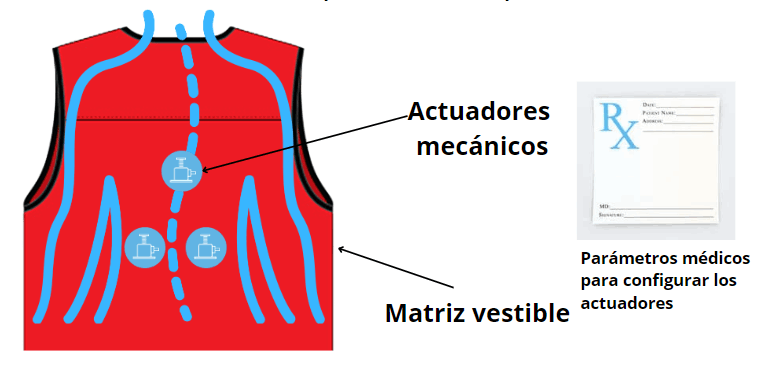 Actuadores
mecánicos
RX
DATE:
PATIENT NAME:
ADDRESS:
MD:
SIGNATURE:
Parámetros médicos
para configurar los
actuadores
Matriz vestible